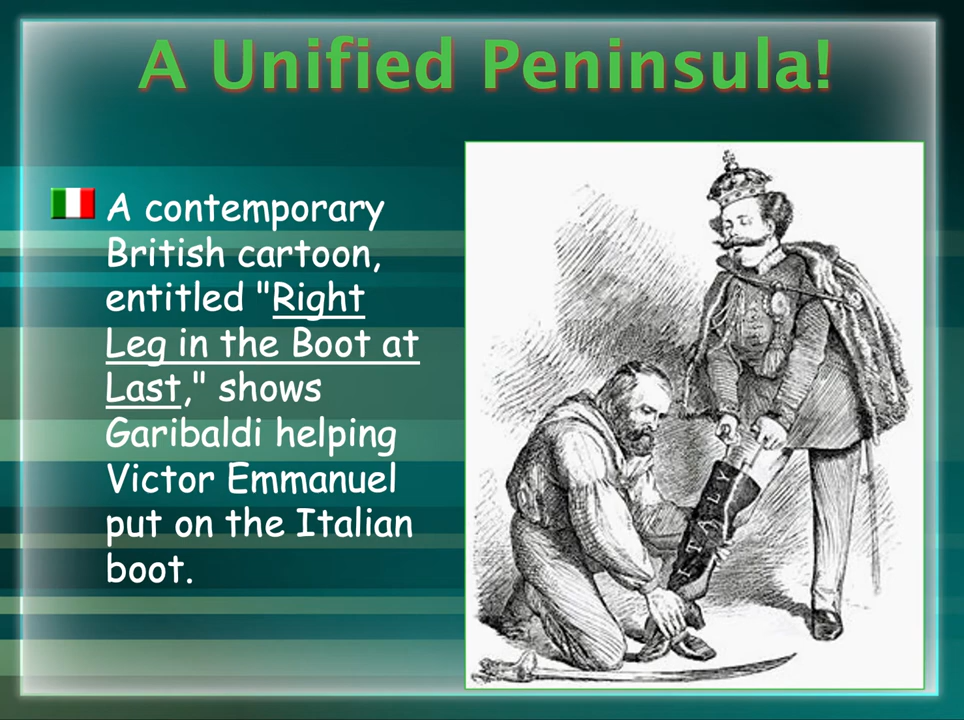 A Unified Peninsula!
A contemporary
British cartoon,
entitled "Right
Leg in the Boot at
Last," shows
Garibaldi helping
Victor Emmanuel
put on the Italian
boot.
ITALY